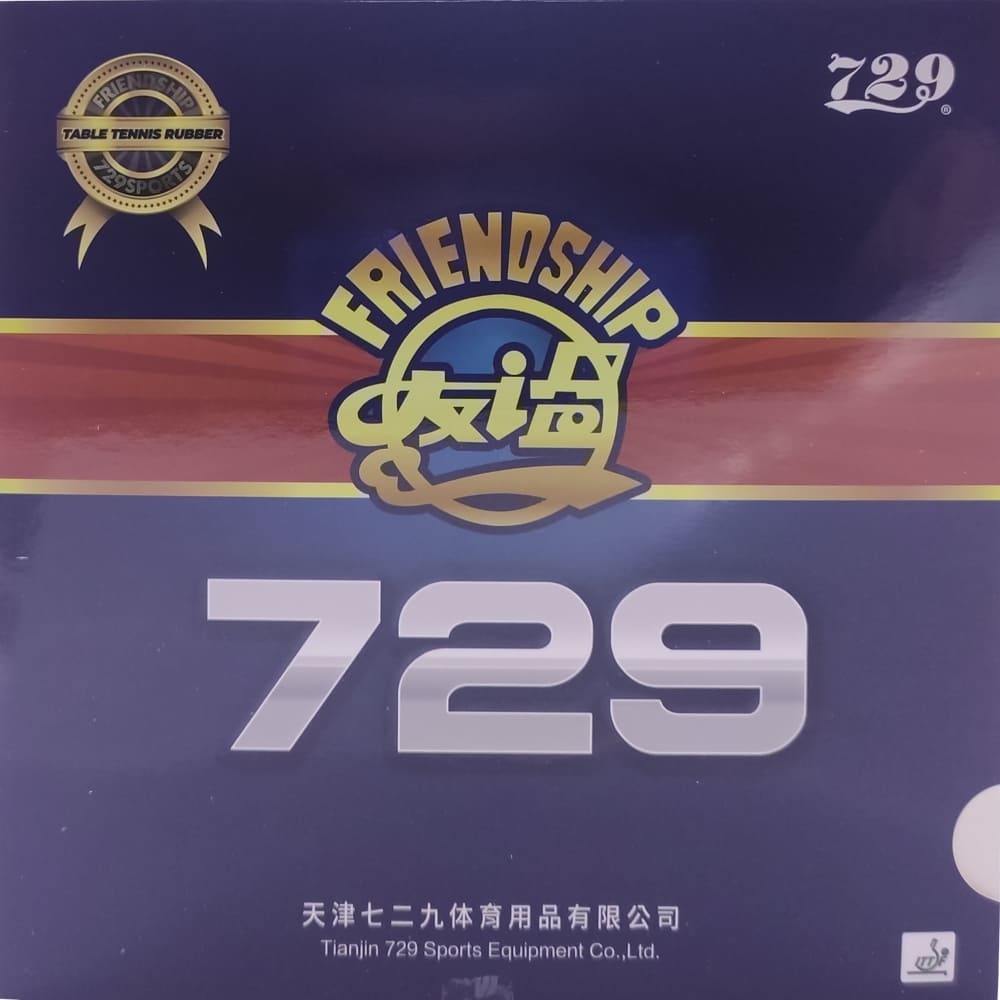 FRIENDSHIP
TABLE TENNIS RUBBER
729SPORTS
729®
FRIENDSHIP
友谊
729
天津七二九体育用品有限公司
Tianjin 729 Sports Equipment Co.,Ltd.
ITTF